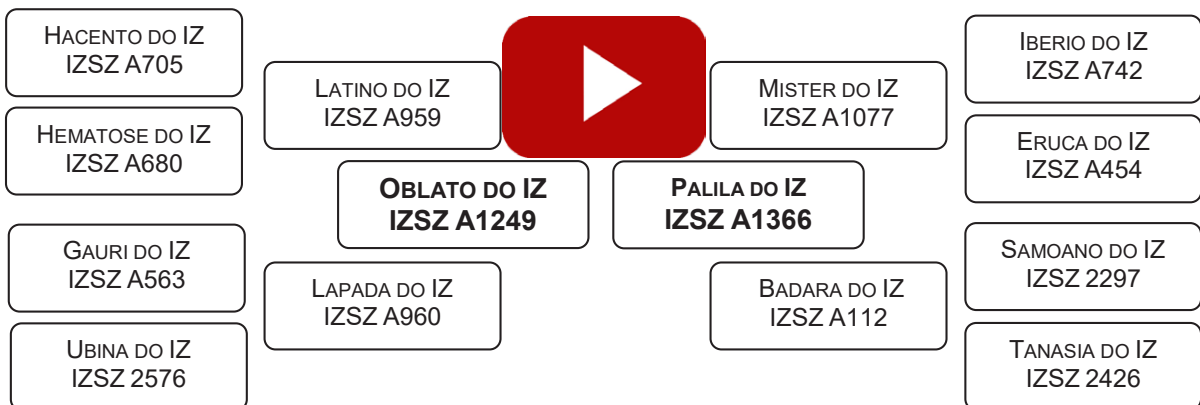 HACENTO DO IZ
IZSZ A705
HEMATOSE DO IZ
IZSZ A680
GAURI DO IZ
IZSZ A563
UBINA DO IZ
IZSZ 2576
LATINO DO IZ
IZSZ A959
LAPADA DO IZ
IZSZ A960
OBLATO DO IZ
IZSZ A1249
PALILA DO IZ
IZSZ A1366
MISTER DO IZ
IZSZ A1077
BADARA DO IZ
IZSZ A112
IBERIO DO IZ
IZSZ A742
ERUCA DO IZ
IZSZ A454
SAMOANO DO IZ
IZSZ 2297
TANASIA DO IZ
IZSZ 2426